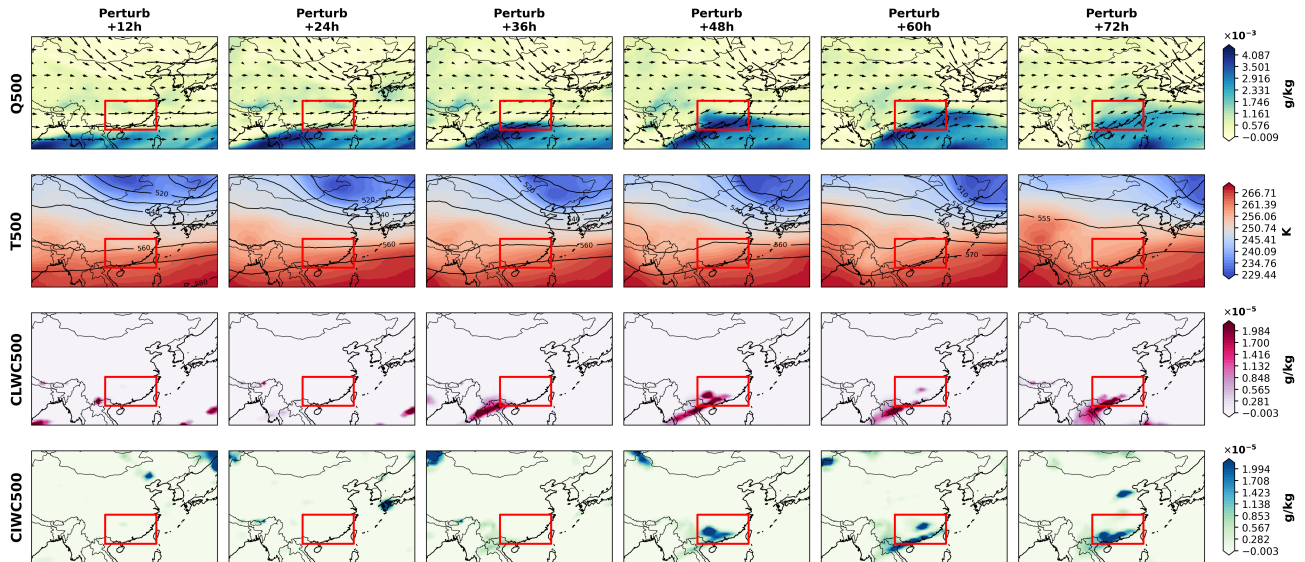 Perturb
+12h
Perturb
+24h
Perturb
+36h
Perturb
+48h
Perturb
+60h
Perturb
+72h
Q500
×10⁻³
4.087
3.501
2.916
2.331
1.746
1.161
0.576
−0.009
g/kg
T500
520
540
560
520
540
560
540
560
560
510
570
555
266.71
261.39
256.06
250.74
245.41
240.09
234.76
229.44
K
CLWC500
×10⁻⁵
1.984
1.700
1.416
1.132
0.848
0.565
0.281
−0.003
g/kg
CIWC500
×10⁻⁵
1.994
1.708
1.423
1.138
0.853
0.567
0.282
−0.003
g/kg